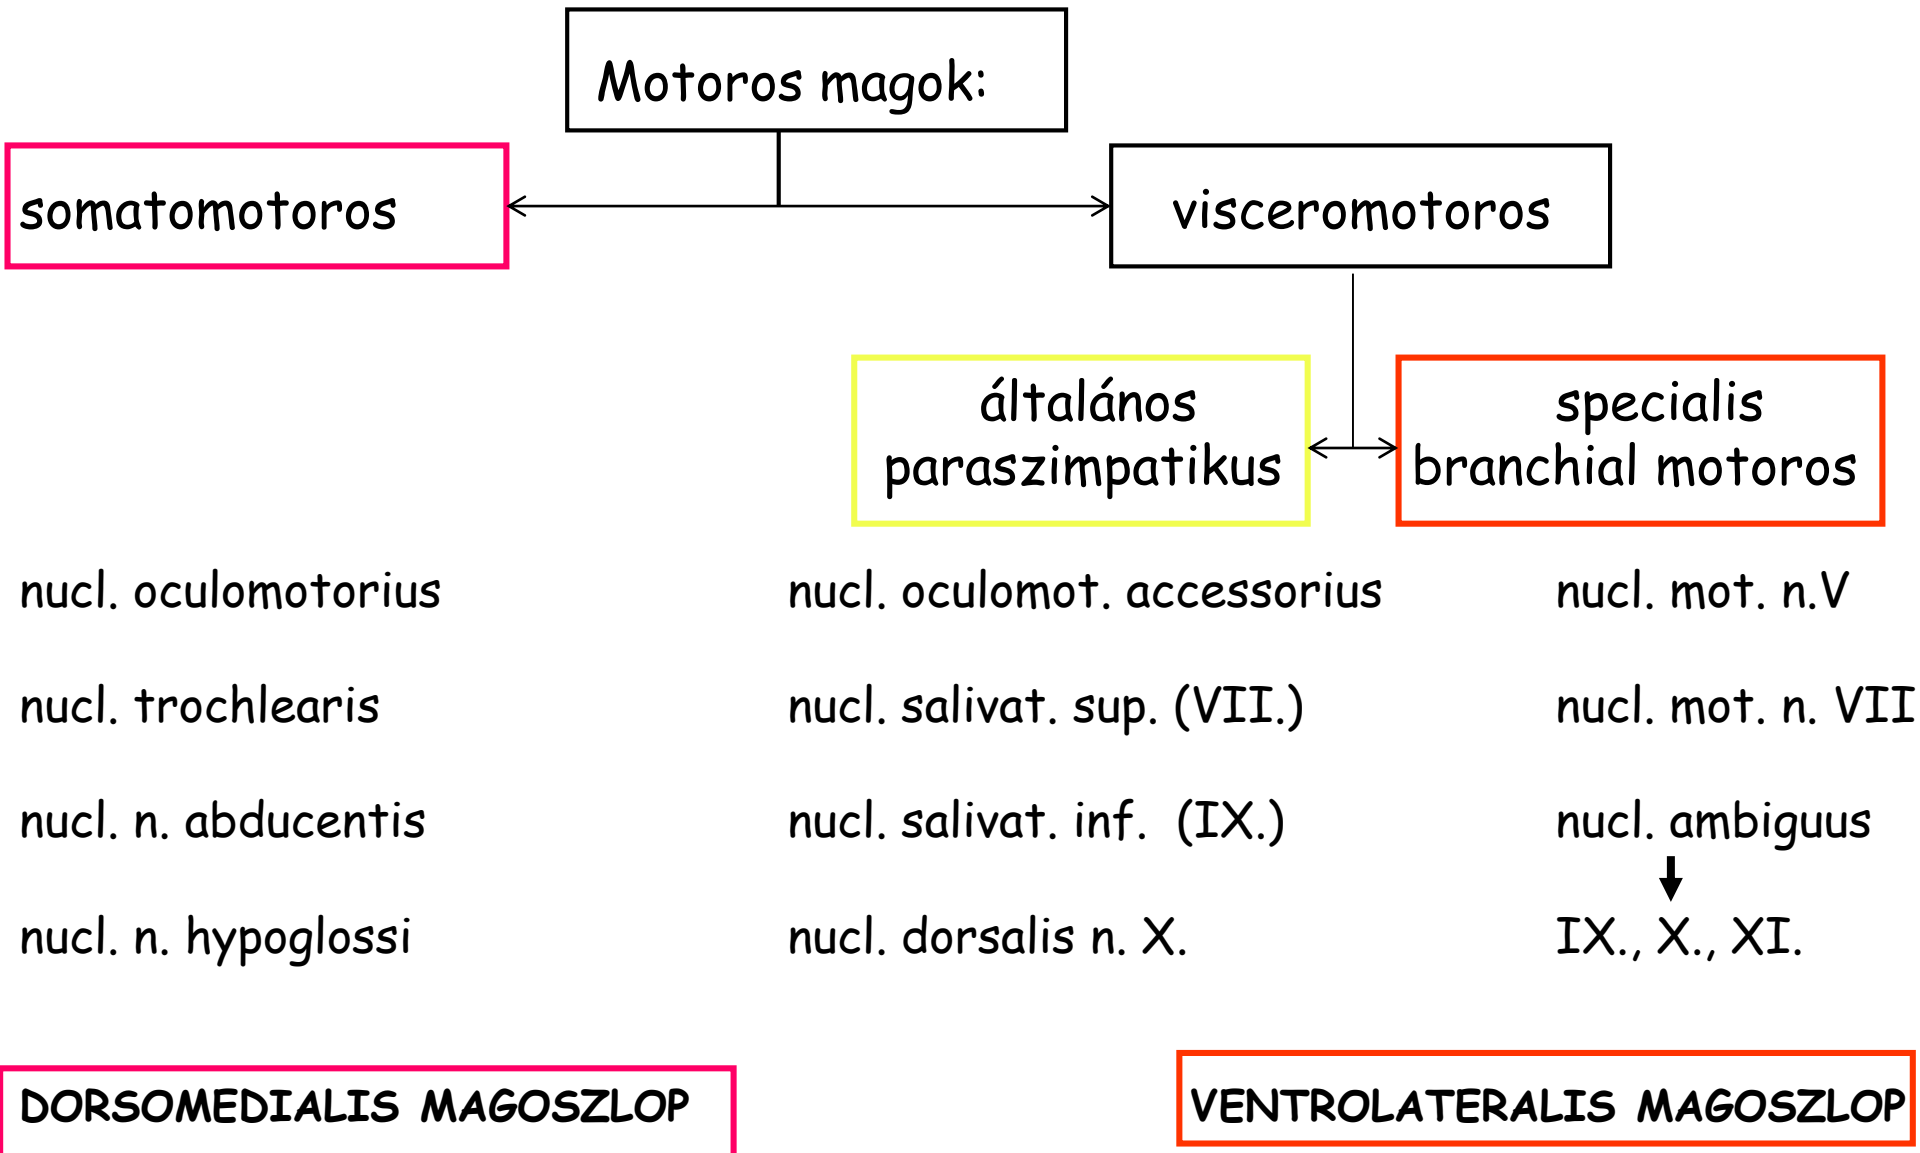 Motoros magok:
somatomotoros
visceromotoros
általános
paraszimpatikus
specialis
branchial motoros
nucl. oculomotorius
nucl. oculomot. accessorius
nucl. mot. n.V
nucl. trochlearis
nucl. salivat. sup. (VII.)
nucl. mot. n. VII
nucl. n. abducentis
nucl. salivat. inf. (IX.)
nucl. ambiguus
nucl. n. hypoglossi
nucl. dorsalis n. X.
IX., X., XI.
DORSOMEDIALIS MAGOSZLOP
VENTROLATERALIS MAGOSZLOP